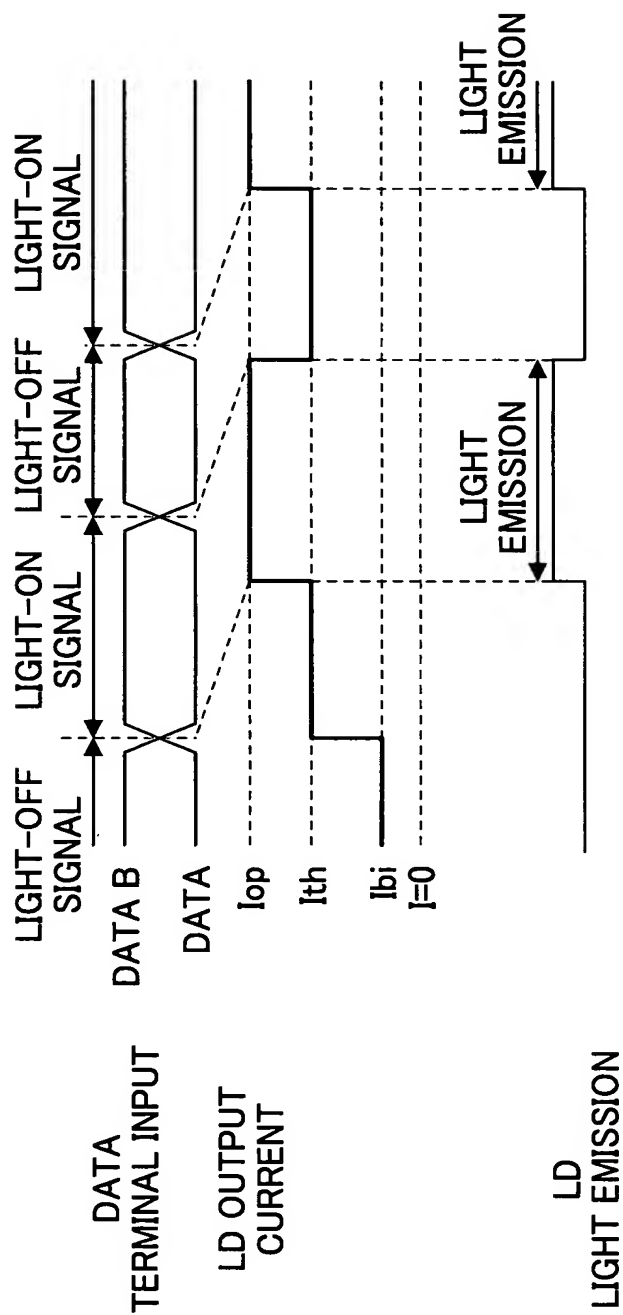 LIGHT-OFF
SIGNAL
LIGHT-ON
SIGNAL
LIGHT-OFF
SIGNAL
LIGHT-ON
SIGNAL
DATA
TERMINAL INPUT
DATA B
DATA
LD OUTPUT
CURRENT
Iop
Ith
Ibi
I=0
LIGHT
EMISSION
LIGHT
EMISSION
LD
LIGHT EMISSION